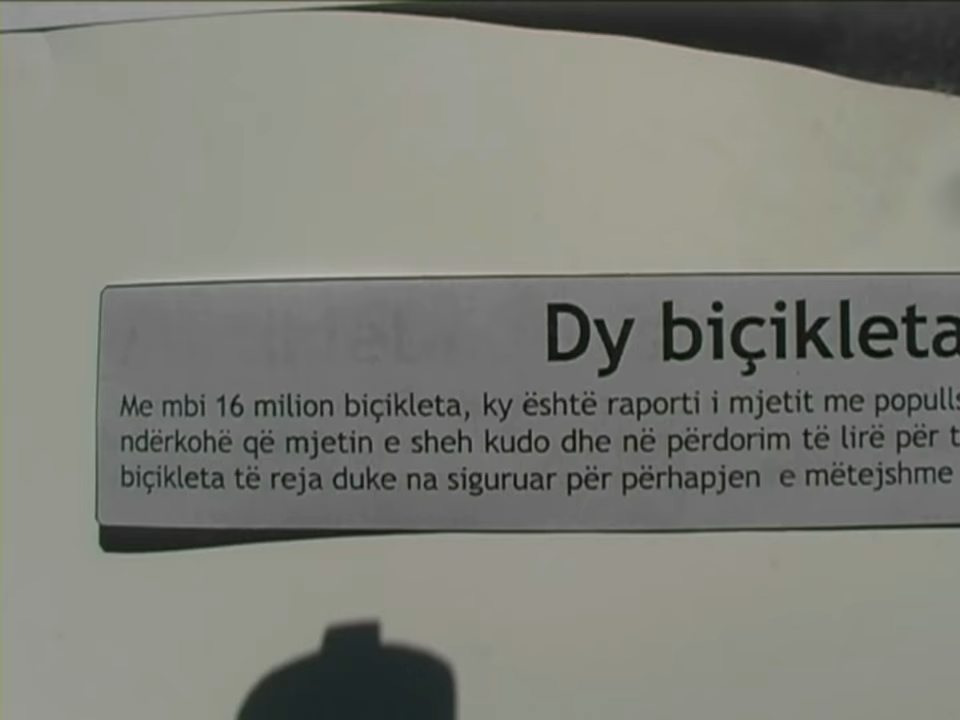 Dy biçikleta
Me mbi 16 milion biçikleta, ky është raporti i mjetit me
ndërkohë që mjetin e sheh kudo dhe në përdorim të lirë për
biçikleta të reja duke na siguruar për përhapjen e mëtejshme